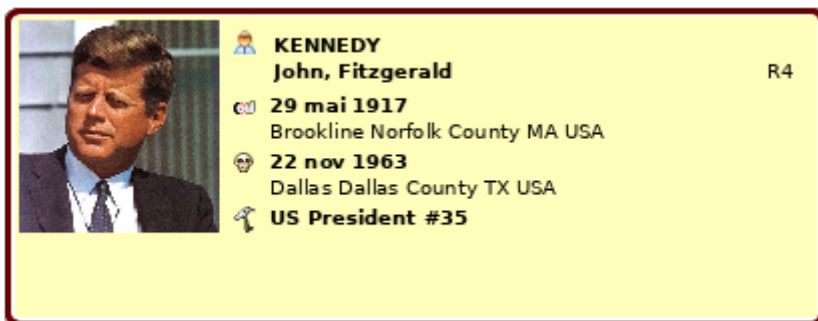 KENNEDY
John, Fitzgerald R4
29 mai 1917
Brookline Norfolk County MA USA
22 nov 1963
Dallas Dallas County TX USA
US President #35